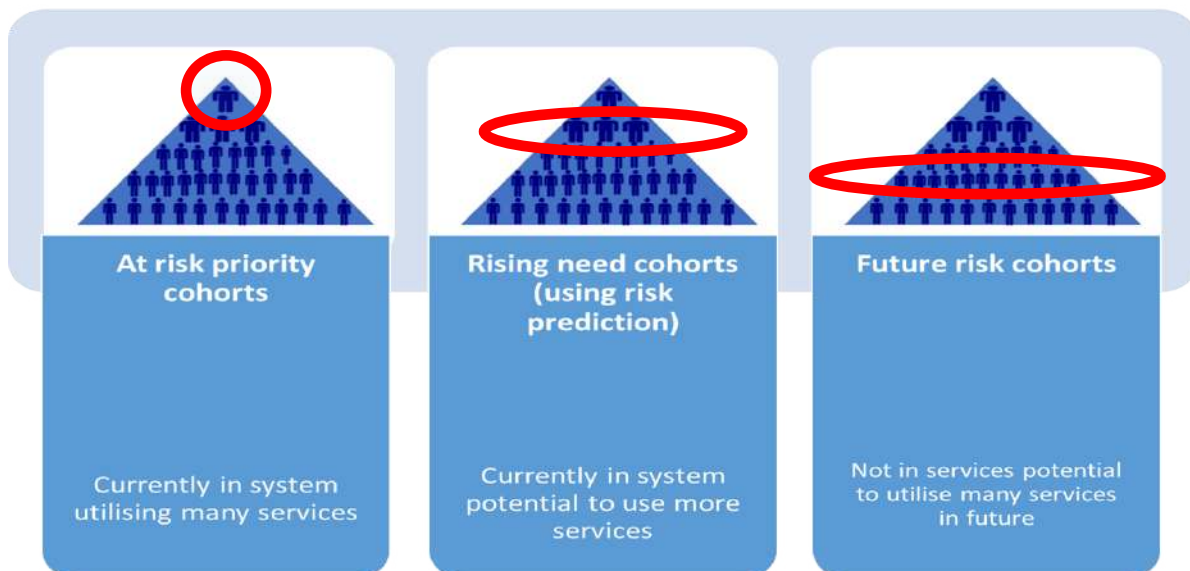 At risk priority
cohorts
Currently in system
utilising many services
Rising need cohorts
(using risk
prediction)
Currently in system
potential to use more
services
Future risk cohorts
Not in services potential
to utilise many services
in future